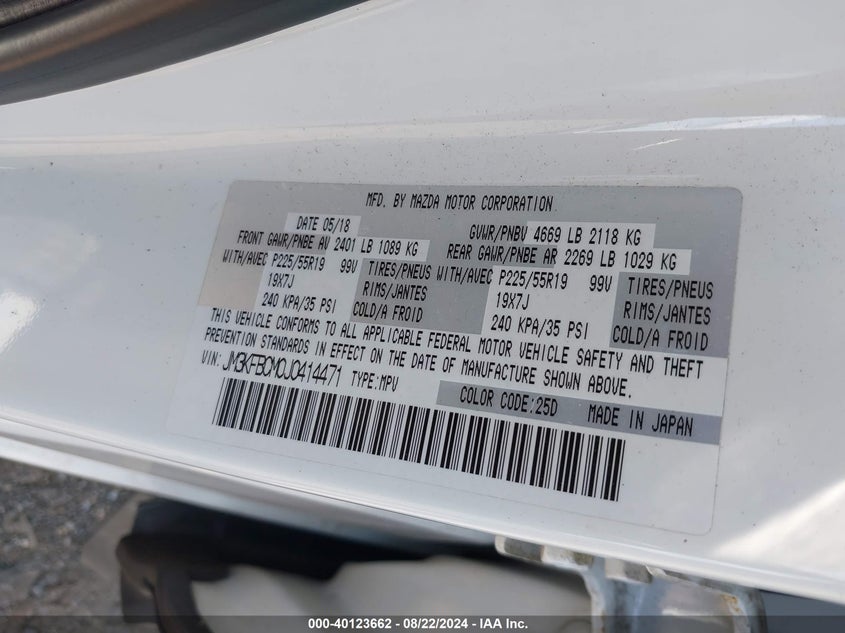 MFD. BY MAZDA MOTOR CORPORATION
DATE 05/18
GVWR/PNBV 4669 LB 2118 KG
FRONT GAWR/PNBE AV 2401 LB 1089 KG
REAR GAWR/PNBE AR 2269 LB 1029 KG
WITH/AVEC P225/55R19 99V TIRES/PNEUS WITH/AVEC P225/55R19 99V TIRES/PNEUS
19X7J RIMS/JANTES 19X7J RIMS/JANTES
240 KPA/35 PSI COLD/A FROID 240 KPA/35 PSI COLD/A FROID
THIS VEHICLE CONFORMS TO ALL APPLICABLE FEDERAL MOTOR VEHICLE SAFETY AND THEFT
PREVENTION STANDARDS IN EFFECT ON THE DATE OF MANUFACTURE SHOWN ABOVE.
VIN: JM3KFBCM0J0414471 TYPE:MPV
COLOR CODE:25D MADE IN JAPAN
000-40123662 - 08/22/2024 - IAA Inc.